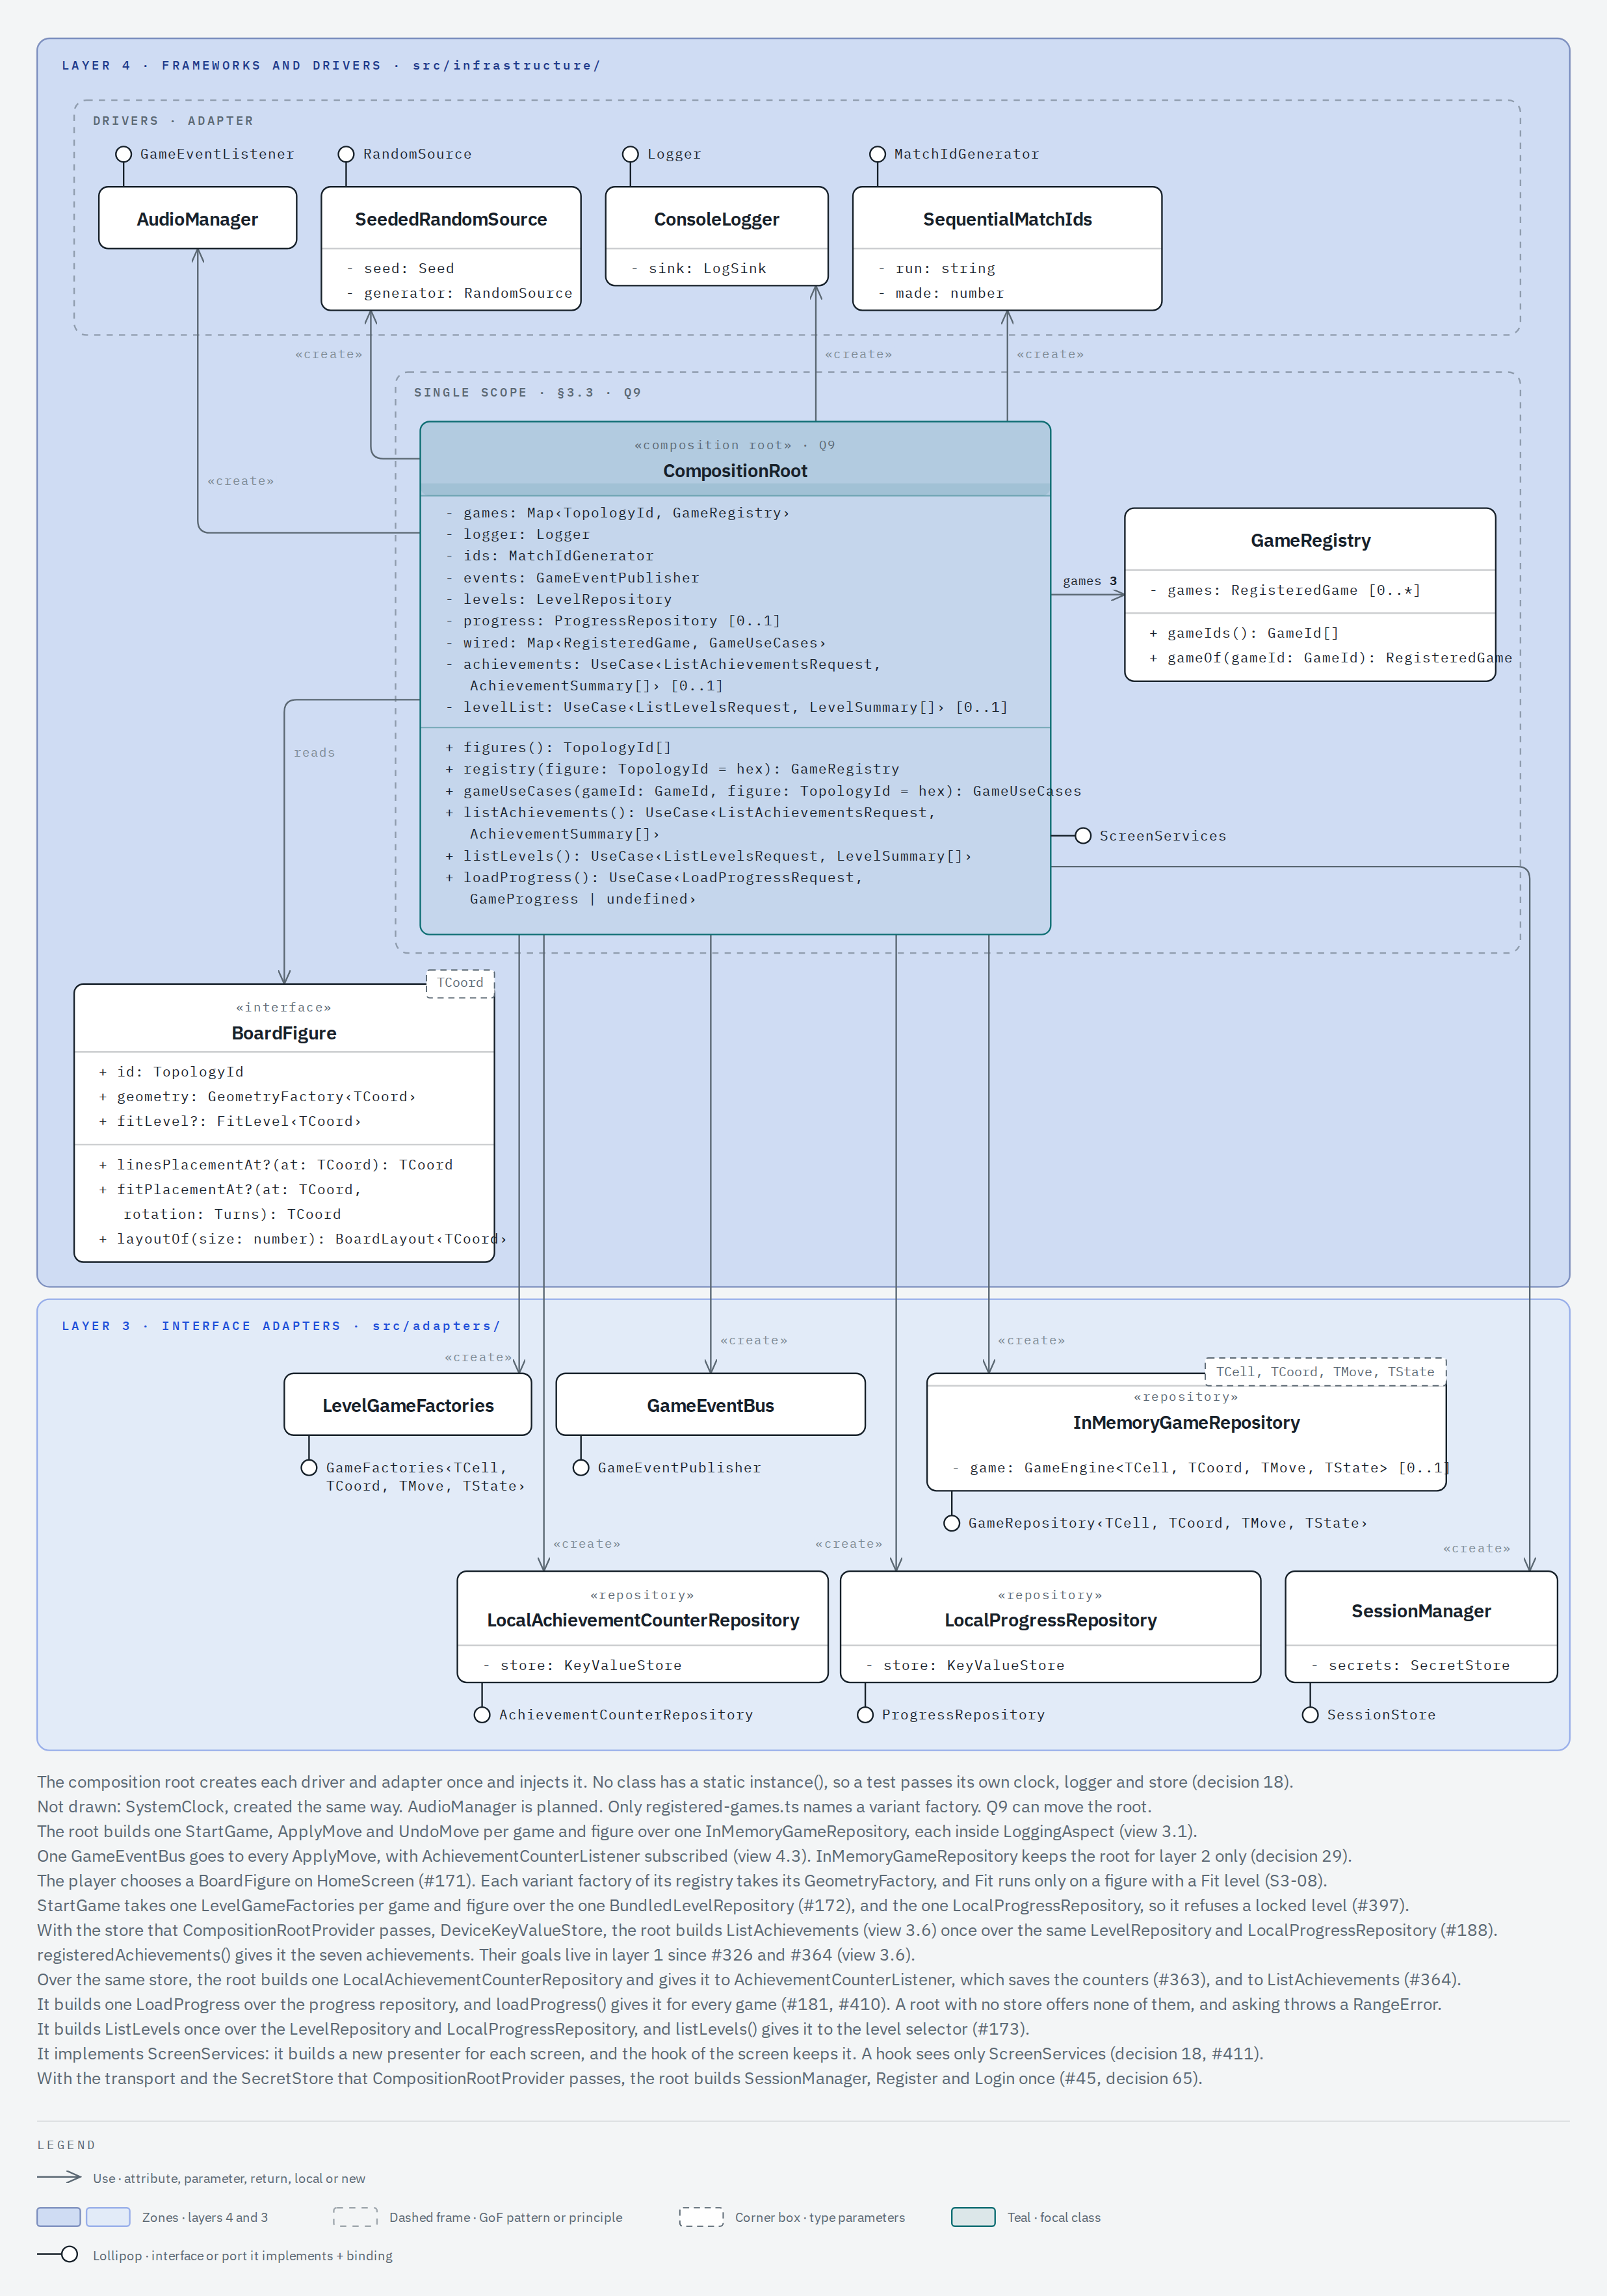 LAYER 4 · FRAMEWORKS AND DRIVERS · src/infrastructure/
DRIVERS · ADAPTER
GameEventListener
RandomSource
Logger
MatchIdGenerator
AudioManager
SeededRandomSource
- seed: Seed
- generator: RandomSource
ConsoleLogger
- sink: LogSink
SequentialMatchIds
- run: string
- made: number
«create»
«create»
«create»
«create»
SINGLE SCOPE · §3.3 · Q9
«composition root» · Q9
CompositionRoot
- games: Map‹TopologyId, GameRegistry›
- logger: Logger
- ids: MatchIdGenerator
- events: GameEventPublisher
- levels: LevelRepository
- progress: ProgressRepository [0..1]
- wired: Map‹RegisteredGame, GameUseCases›
- achievements: UseCase‹ListAchievementsRequest,
AchievementSummary[]› [0..1]
- levelList: UseCase‹ListLevelsRequest, LevelSummary[]› [0..1]
+ figures(): TopologyId[]
+ registry(figure: TopologyId = hex): GameRegistry
+ gameUseCases(gameId: GameId, figure: TopologyId = hex): GameUseCases
+ listAchievements(): UseCase‹ListAchievementsRequest,
AchievementSummary[]›
+ listLevels(): UseCase‹ListLevelsRequest, LevelSummary[]›
+ loadProgress(): UseCase‹LoadProgressRequest,
GameProgress | undefined›
games 3
GameRegistry
- games: RegisteredGame [0..*]
+ gameIds(): GameId[]
+ gameOf(gameId: GameId): RegisteredGame
ScreenServices
reads
TCoord
«interface»
BoardFigure
+ id: TopologyId
+ geometry: GeometryFactory‹TCoord›
+ fitLevel?: FitLevel‹TCoord›
+ linesPlacementAt?(at: TCoord): TCoord
+ fitPlacementAt?(at: TCoord,
rotation: Turns): TCoord
+ layoutOf(size: number): BoardLayout‹TCoord›
LAYER 3 · INTERFACE ADAPTERS · src/adapters/
«create»
«create»
«create»
LevelGameFactories
GameFactories‹TCell,
TCoord, TMove, TState›
GameEventBus
GameEventPublisher
TCell, TCoord, TMove, TState
«repository»
InMemoryGameRepository
- game: GameEngine<TCell, TCoord, TMove, TState> [0..1]
GameRepository‹TCell, TCoord, TMove, TState›
«create»
«create»
«create»
«repository»
LocalAchievementCounterRepository
- store: KeyValueStore
AchievementCounterRepository
«repository»
LocalProgressRepository
- store: KeyValueStore
ProgressRepository
SessionManager
- secrets: SecretStore
SessionStore
The composition root creates each driver and adapter once and injects it. No class has a static instance(), so a test passes its own clock, logger and store (decision 18).
Not drawn: SystemClock, created the same way. AudioManager is planned. Only registered-games.ts names a variant factory. Q9 can move the root.
The root builds one StartGame, ApplyMove and UndoMove per game and figure over one InMemoryGameRepository, each inside LoggingAspect (view 3.1).
One GameEventBus goes to every ApplyMove, with AchievementCounterListener subscribed (view 4.3). InMemoryGameRepository keeps the root for layer 2 only (decision 29).
The player chooses a BoardFigure on HomeScreen (#171). Each variant factory of its registry takes its GeometryFactory, and Fit runs only on a figure with a Fit level (S3-08).
StartGame takes one LevelGameFactories per game and figure over the one BundledLevelRepository (#172), and the one LocalProgressRepository, so it refuses a locked level (#397).
With the store that CompositionRootProvider passes, DeviceKeyValueStore, the root builds ListAchievements (view 3.6) once over the same LevelRepository and LocalProgressRepository (#188).
registeredAchievements() gives it the seven achievements. Their goals live in layer 1 since #326 and #364 (view 3.6).
Over the same store, the root builds one LocalAchievementCounterRepository and gives it to AchievementCounterListener, which saves the counters (#363), and to ListAchievements (#364).
It builds one LoadProgress over the progress repository, and loadProgress() gives it for every game (#181, #410). A root with no store offers none of them, and asking throws a RangeError.
It builds ListLevels once over the LevelRepository and LocalProgressRepository, and listLevels() gives it to the level selector (#173).
It implements ScreenServices: it builds a new presenter for each screen, and the hook of the screen keeps it. A hook sees only ScreenServices (decision 18, #411).
With the transport and the SecretStore that CompositionRootProvider passes, the root builds SessionManager, Register and Login once (#45, decision 65).
LEGEND
Use · attribute, parameter, return, local or new
Zones · layers 4 and 3
Dashed frame · GoF pattern or principle
Corner box · type parameters
Teal · focal class
Lollipop · interface or port it implements + binding